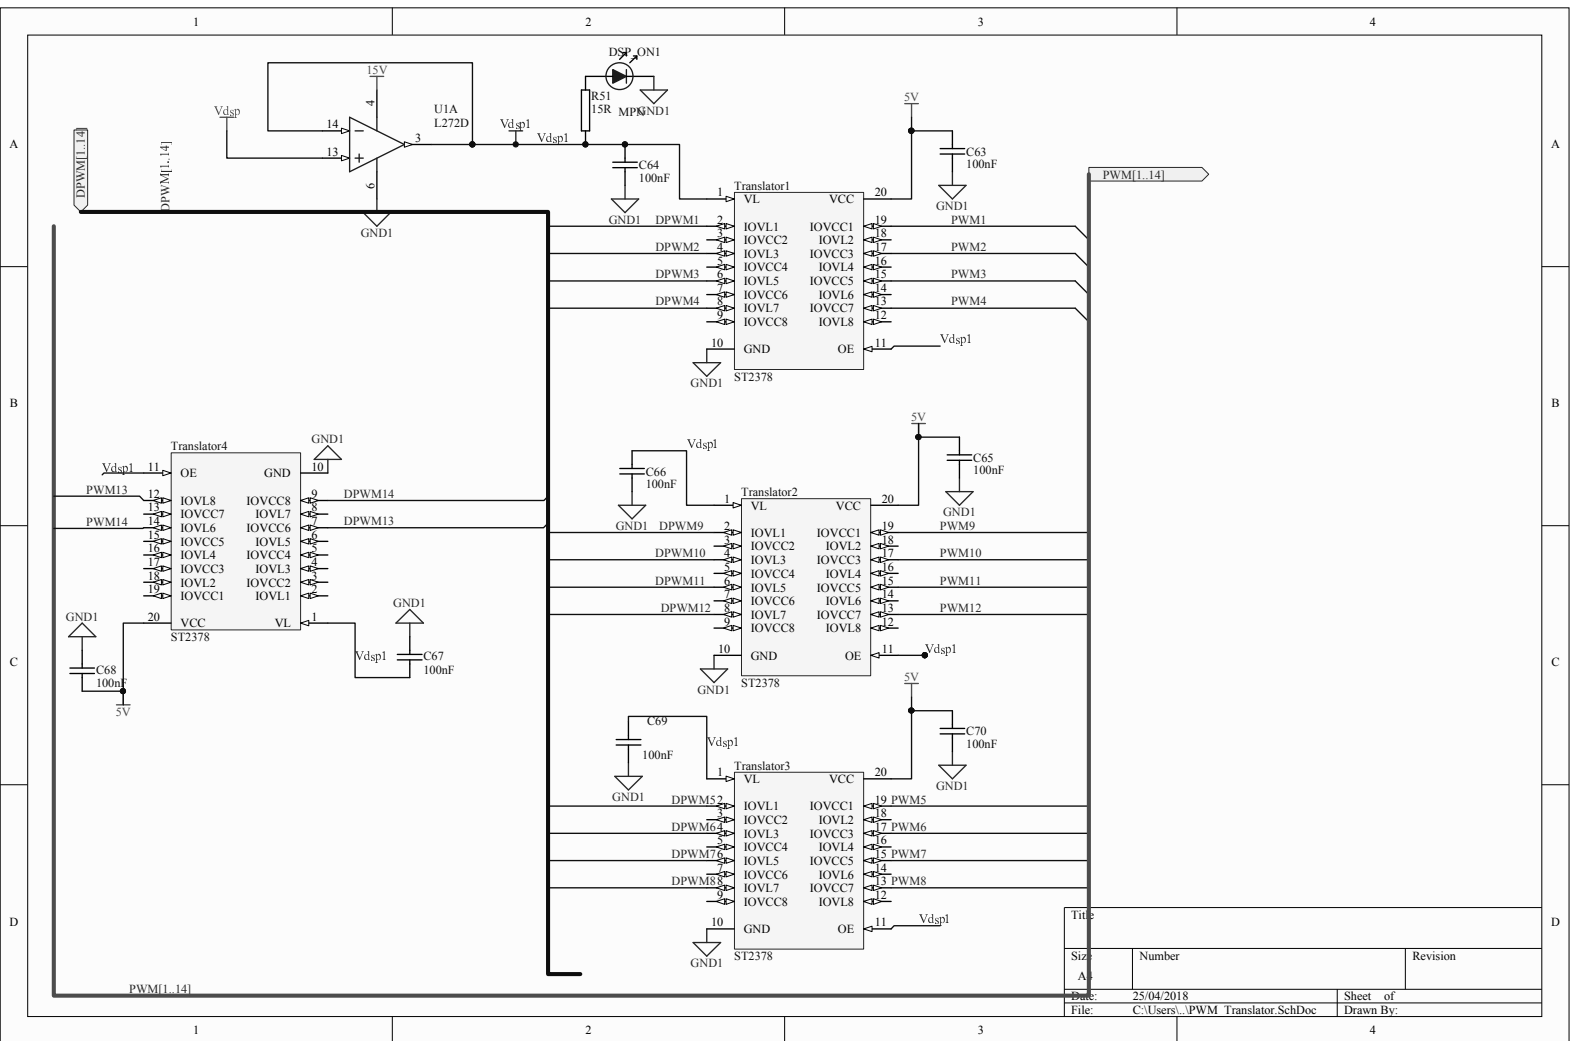 1 2 3 4
A
B
C
D
A
B
C
D
DPWM[1..14]
DPWM[1..14]
Vdsp
15V
4
14
13
3
6
U1A
L272D
GND1
Vdsp1
Vdsp1
DSP_ON1
R51
15R
GND1
C64
100nF
GND1
5V
C63
100nF
GND1
PWM[1..14]
Translator1
1 VL VCC 20
DPWM1 2 IOVL1 IOVCC1 19 PWM1
3 IOVCC2 IOVL2 18
DPWM2 4 IOVL3 IOVCC3 17 PWM2
5 IOVCC4 IOVL4 16
DPWM3 6 IOVL5 IOVCC5 15 PWM3
7 IOVCC6 IOVL6 14
DPWM4 8 IOVL7 IOVCC7 13 PWM4
9 IOVCC8 IOVL8 12
10 GND OE 11 Vdsp1
GND1
ST2378
GND1
Translator4
Vdsp1 11 OE GND 10
PWM13 12 IOVL8 IOVCC8 9 DPWM14
13 IOVCC7 IOVL7 8
PWM14 14 IOVL6 IOVCC6 7 DPWM13
15 IOVCC5 IOVL5 6
16 IOVL4 IOVCC4 5
17 IOVCC3 IOVL3 4
18 IOVL2 IOVCC2 3
19 IOVCC1 IOVL1 2
20 VCC VL 1
ST2378
GND1
C68
100nF
5V
GND1
Vdsp1
C67
100nF
Vdsp1
C66
100nF
GND1
5V
C65
100nF
GND1
Translator2
1 VL VCC 20
DPWM9 2 IOVL1 IOVCC1 19 PWM9
3 IOVCC2 IOVL2 18
DPWM10 4 IOVL3 IOVCC3 17 PWM10
5 IOVCC4 IOVL4 16
DPWM11 6 IOVL5 IOVCC5 15 PWM11
7 IOVCC6 IOVL6 14
DPWM12 8 IOVL7 IOVCC7 13 PWM12
9 IOVCC8 IOVL8 12
10 GND OE 11 Vdsp1
GND1
ST2378
C69
100nF
Vdsp1
GND1
5V
C70
100nF
GND1
Translator3
1 VL VCC 20
DPWM5 2 IOVL1 IOVCC1 19 PWM5
3 IOVCC2 IOVL2 18
DPWM6 4 IOVL3 IOVCC3 17 PWM6
5 IOVCC4 IOVL4 16
DPWM7 6 IOVL5 IOVCC5 15 PWM7
7 IOVCC6 IOVL6 14
DPWM8 8 IOVL7 IOVCC7 13 PWM8
9 IOVCC8 IOVL8 12
10 GND OE 11 Vdsp1
GND1
ST2378
PWM[1..14]
Title
Size Number Revision
A4
Date: 25/04/2018 Sheet of
File: C:\Users\..\PWM_Translator.SchDoc Drawn By:
1 2 3 4